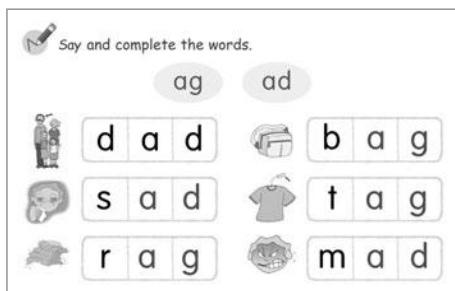 Say and complete the words.
ag ad
dad bag
sad tag
rag mad